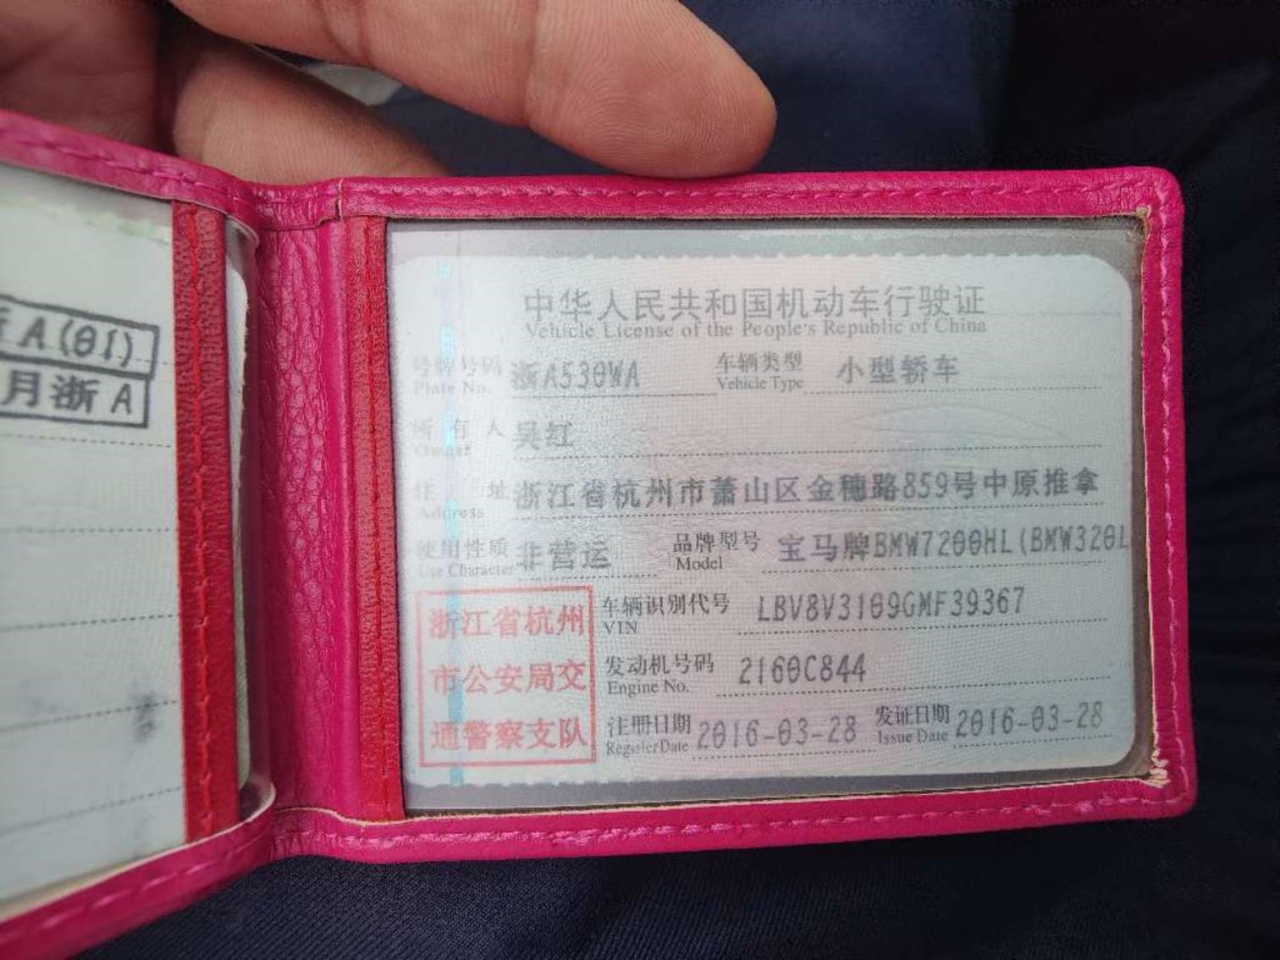 A(01)
月浙A
中华人民共和国机动车行驶证
Vehicle License of the People's Republic of China
号牌号码 浙A530WA 车辆类型 小型轿车
Plate No. Vehicle Type
所有人 吴红
Owner
住址 浙江省杭州市萧山区金穗路859号中原推拿
Address
使用性质 非营运 品牌型号 宝马牌BMW7200HL(BMW320L
Use Character Model
浙江省杭州 车辆识别代号 LBV8V3109GMF39367
VIN
市公安局交 发动机号码 2160C844
Engine No.
通警察支队 注册日期 2016-03-28 发证日期 2016-03-28
Register Date Issue Date